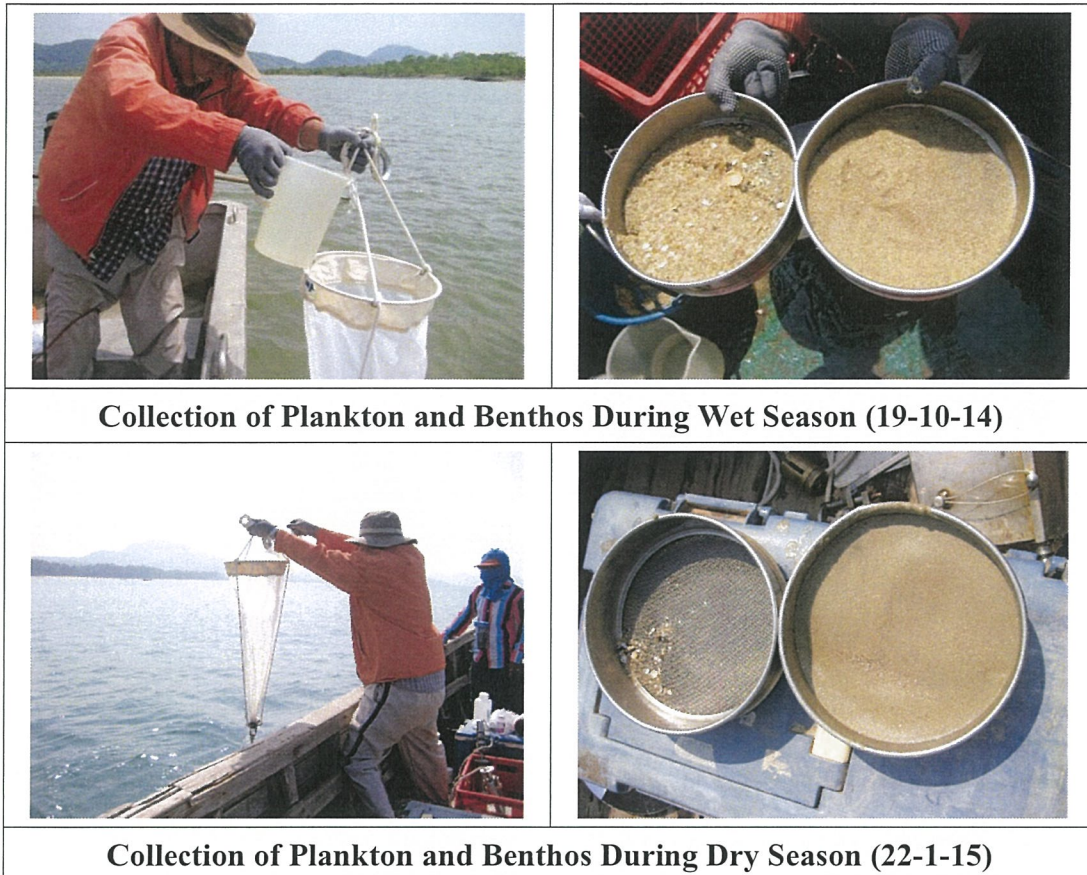 Collection of Plankton and Benthos During Wet Season (19-10-14)
Collection of Plankton and Benthos During Dry Season (22-1-15)